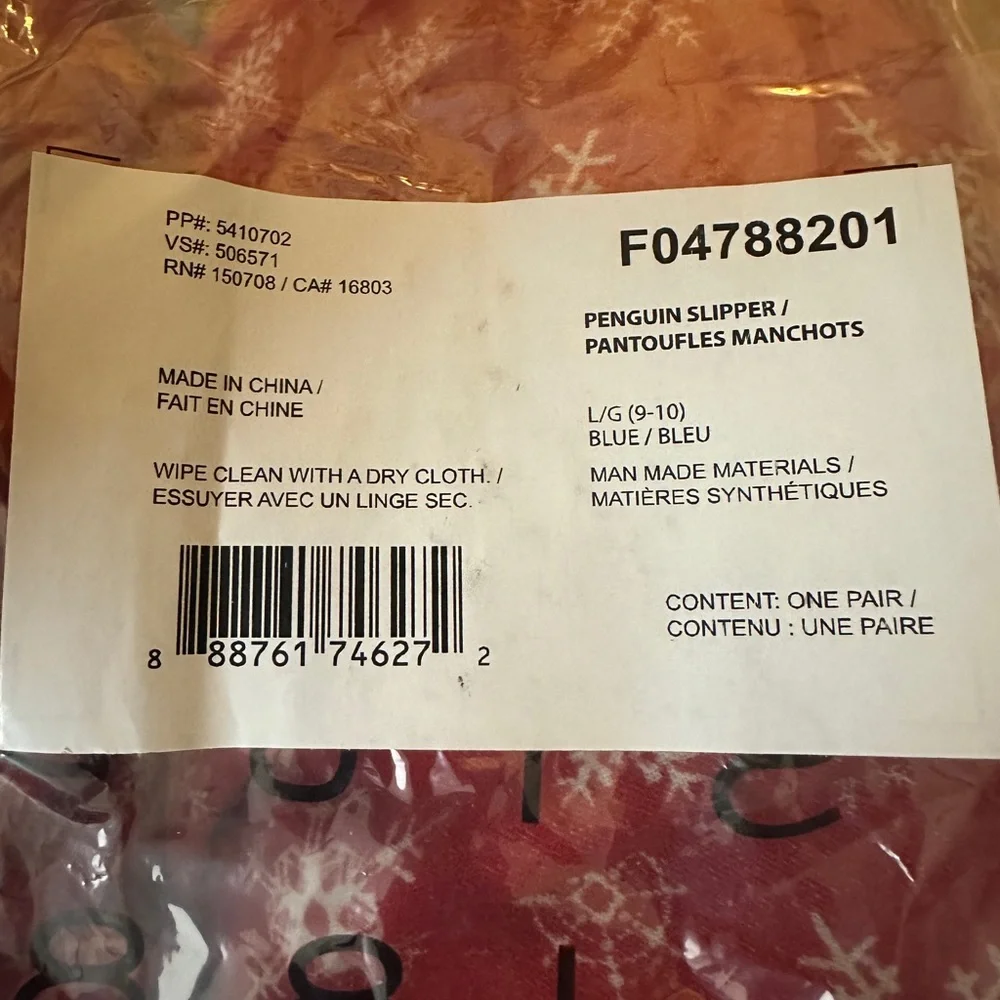 PP#: 5410702
VS#: 506571
RN# 150708 / CA# 16803
MADE IN CHINA /
FAIT EN CHINE
WIPE CLEAN WITH A DRY CLOTH. /
ESSUYER AVEC UN LINGE SEC.
8 88761 74627 2
F04788201
PENGUIN SLIPPER /
PANTOUFLES MANCHOTS
L/G (9-10)
BLUE / BLEU
MAN MADE MATERIALS /
MATIÈRES SYNTHÉTIQUES
CONTENT: ONE PAIR /
CONTENU : UNE PAIRE